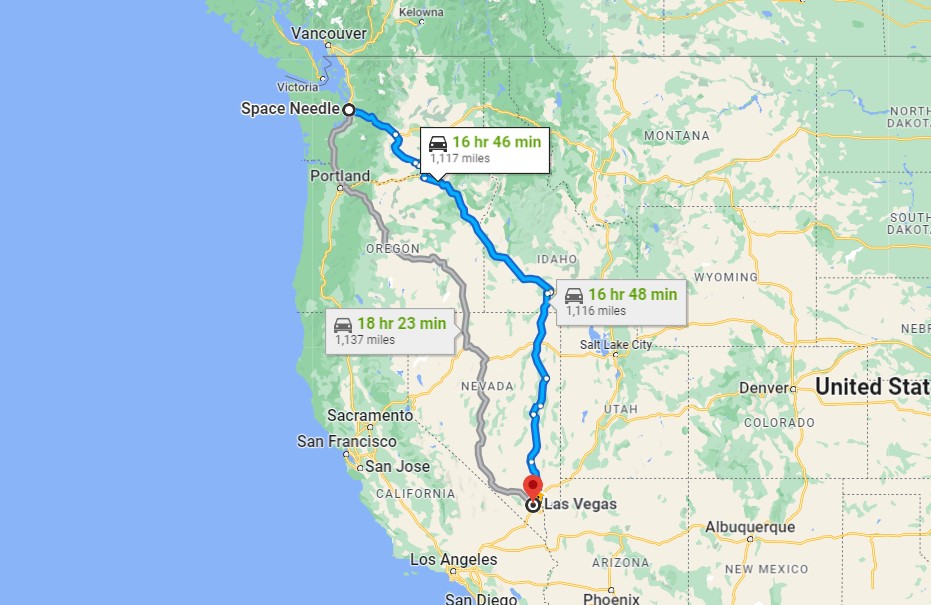 Kelowna
Vancouver
Victoria
Space Needle
16 hr 46 min
1,117 miles
NORTH
DAKOTA
MONTANA
Portland
SOUTH
DAKOTA
OREGON
IDAHO
WYOMING
16 hr 48 min
1,116 miles
18 hr 23 min
1,137 miles
NEBR
Salt Lake City
NEVADA
Denver
United Stat
UTAH
COLORADO
Sacramento
San Francisco
San Jose
CALIFORNIA
Las Vegas
Albuquerque
Los Angeles
ARIZONA
NEW MEXICO
San Diego
Phoenix